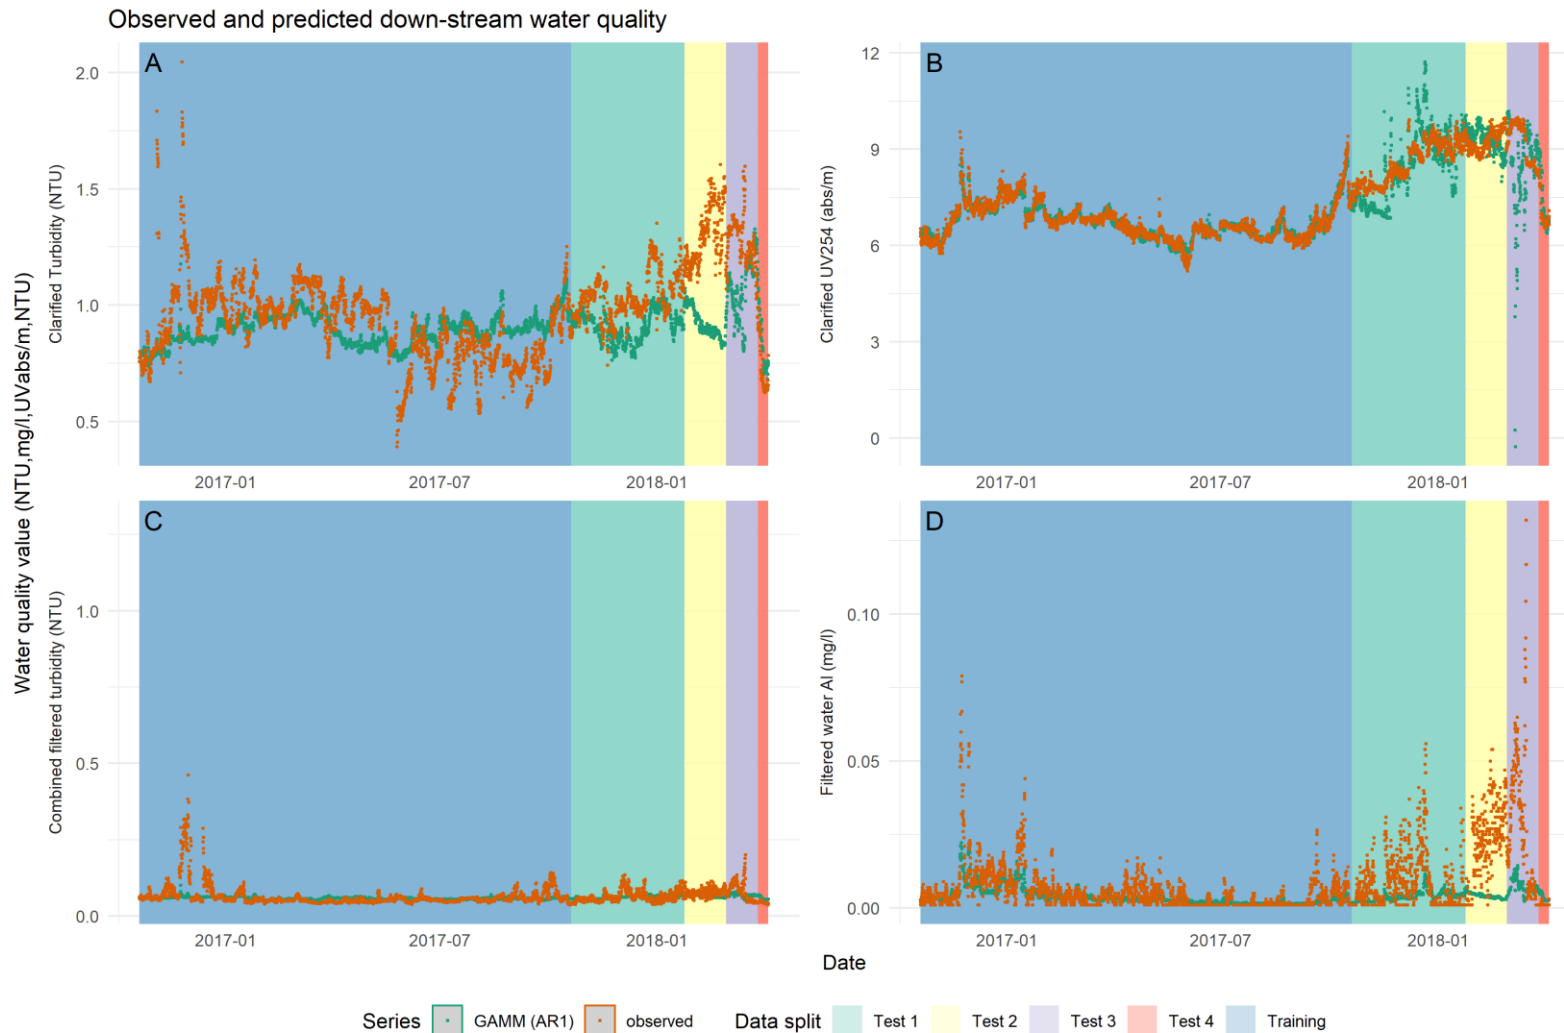 Observed and predicted down-stream water quality
Water quality value (NTU,mg/l,UVabs/m,NTU)
A
Clarified Turbidity (NTU)
2.0
1.5
1.0
0.5
2017-01 2017-07 2018-01
B
Clarified UV254 (abs/m)
12
9
6
3
0
2017-01 2017-07 2018-01
C
Combined filtered turbidity (NTU)
1.0
0.5
0.0
2017-01 2017-07 2018-01
D
Filtered water Al (mg/l)
0.10
0.05
0.00
2017-01 2017-07 2018-01
Date
Series GAMM (AR1) observed Data split Test 1 Test 2 Test 3 Test 4 Training